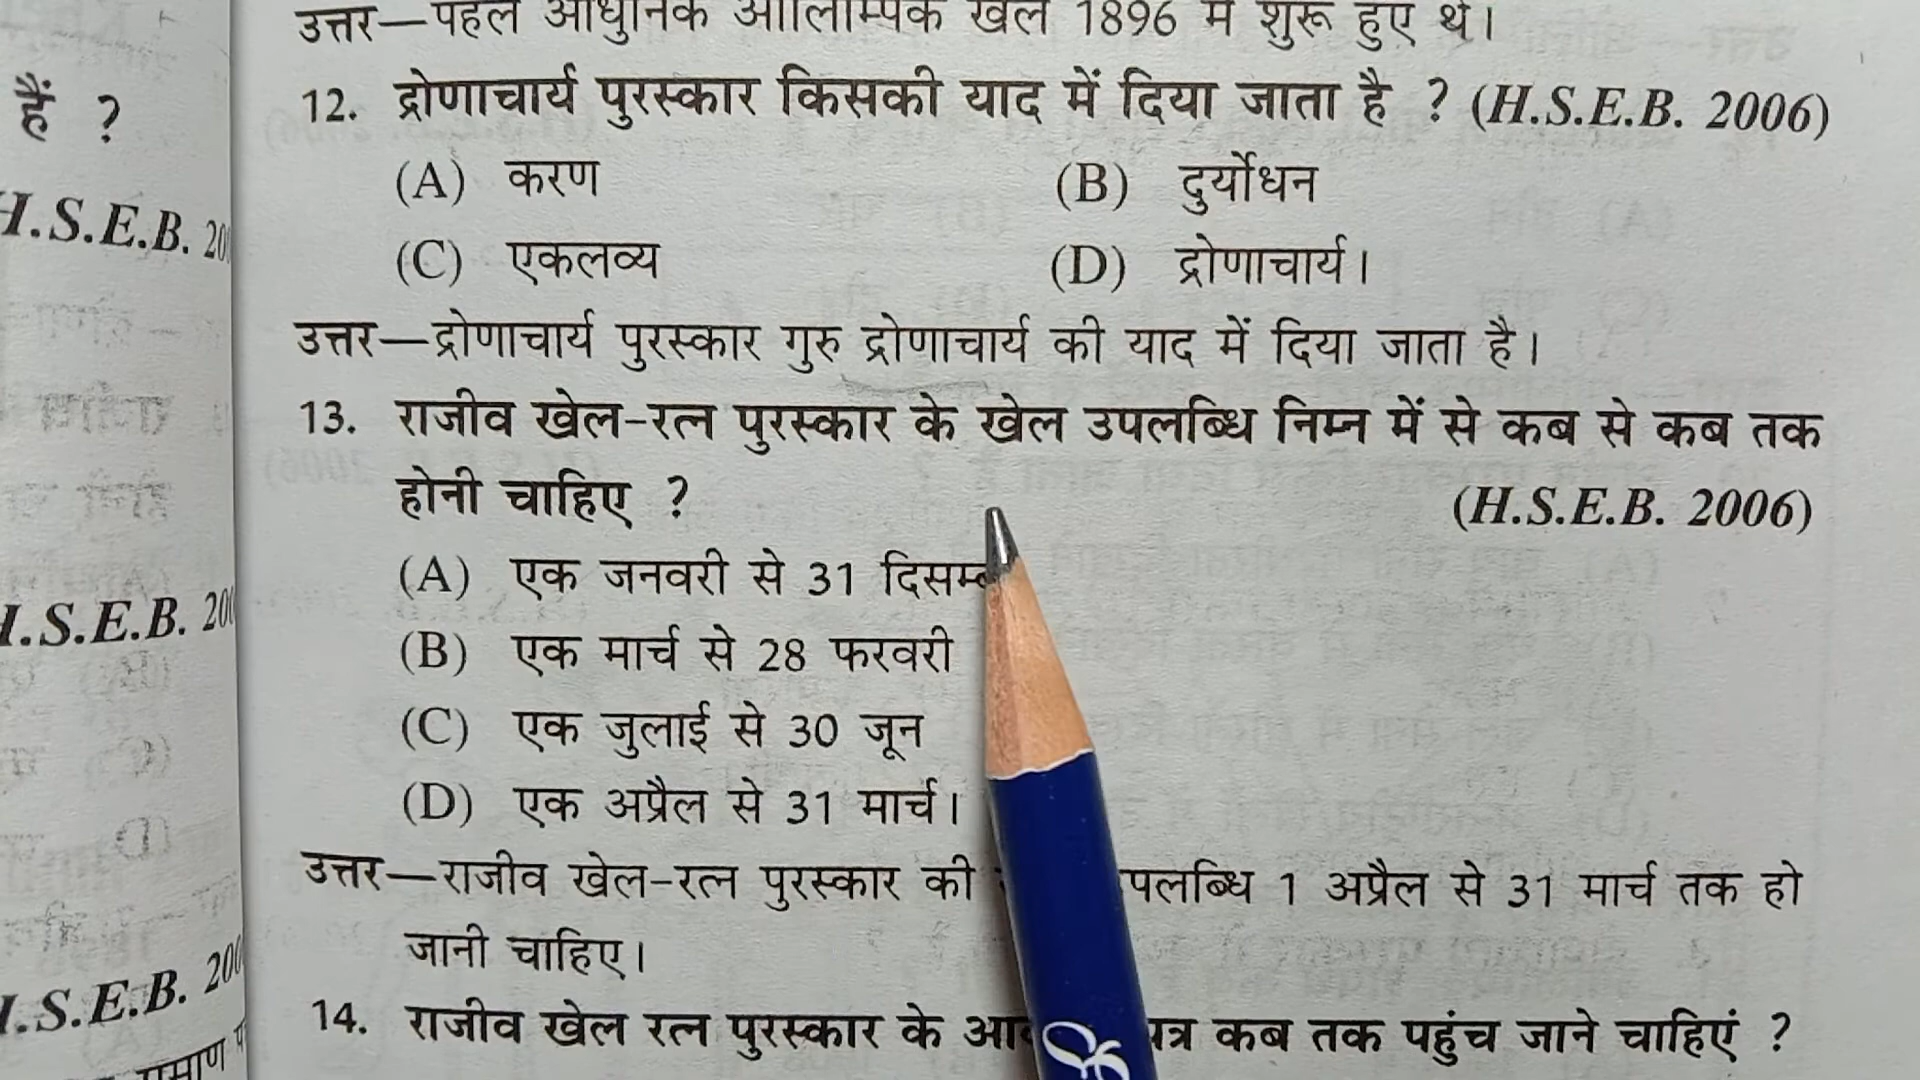 उत्तर—पहले आधुनिक ओलिम्पिक खेल 1896 में शुरू हुए थे।
12. द्रोणाचार्य पुरस्कार किसकी याद में दिया जाता है ? (H.S.E.B. 2006)
हैं ?
(A) करण (B) दुर्योधन
H.S.E.B.
(C) एकलव्य (D) द्रोणाचार्य।
उत्तर—द्रोणाचार्य पुरस्कार गुरु द्रोणाचार्य की याद में दिया जाता है।
13. राजीव खेल-रत्न पुरस्कार के खेल उपलब्धि निम्न में से कब से कब तक
होनी चाहिए ? (H.S.E.B. 2006)
(A) एक जनवरी से 31
H.S.E.B.
(B) एक मार्च से 28 फरवरी
(C) एक जुलाई से 30 जून
(D) एक अप्रैल से 31 मार्च।
उत्तर—राजीव खेल-रत्न पुरस्कार की 1 अप्रैल से 31 मार्च तक हो
जानी चाहिए।
.S.E.B.
14. राजीव खेल रत्न पुरस्कार के कब तक पहुंच जाने चाहिएं ?